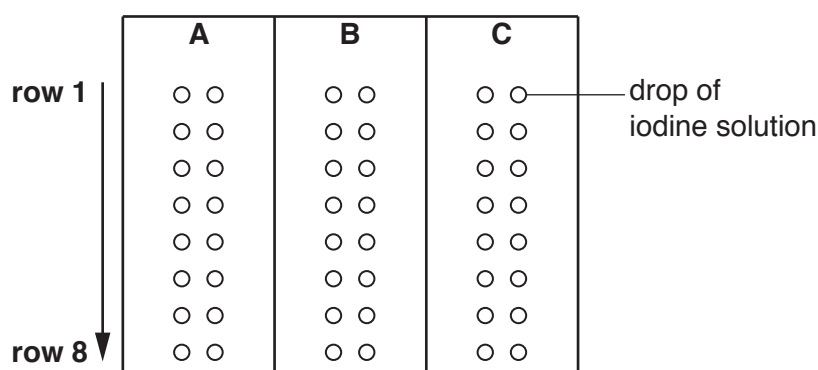 A B C
row 1
drop of
iodine solution
row 8